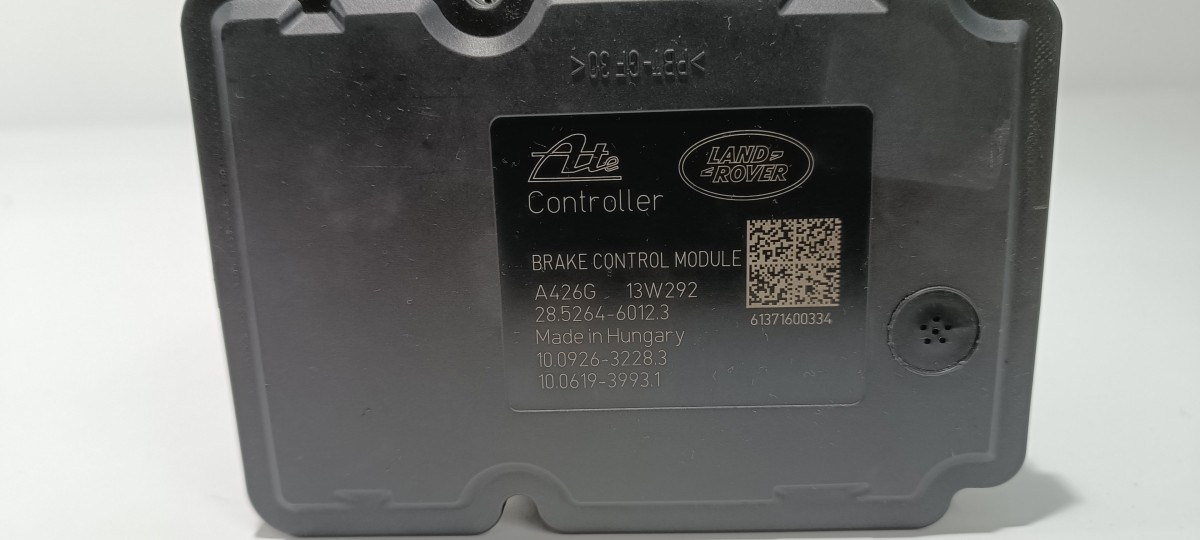 >PBT-GF30<
Ate
LAND
ROVER
Controller
BRAKE CONTROL MODULE
A426G 13W292
28.5264-6012.3
Made in Hungary
10.0926-3228.3
10.0619-3993.1
61371600334